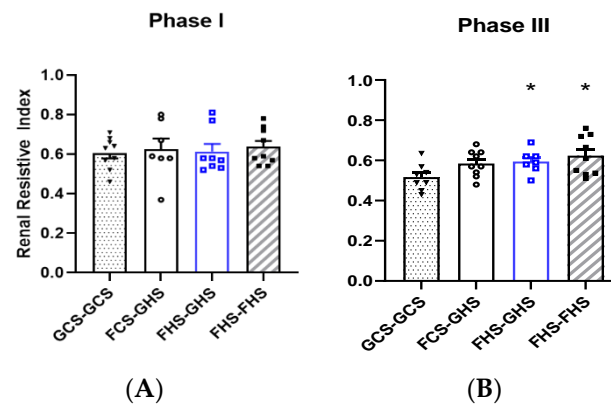 Phase I
Renal Resistive Index
1.0
0.8
0.6
0.4
0.2
0.0
GCS-GCS
FCS-GHS
FHS-GHS
FHS-FHS
(A)
Phase III
* *
1.0
0.8
0.6
0.4
0.2
0.0
GCS-GCS
FCS-GHS
FHS-GHS
FHS-FHS
(B)